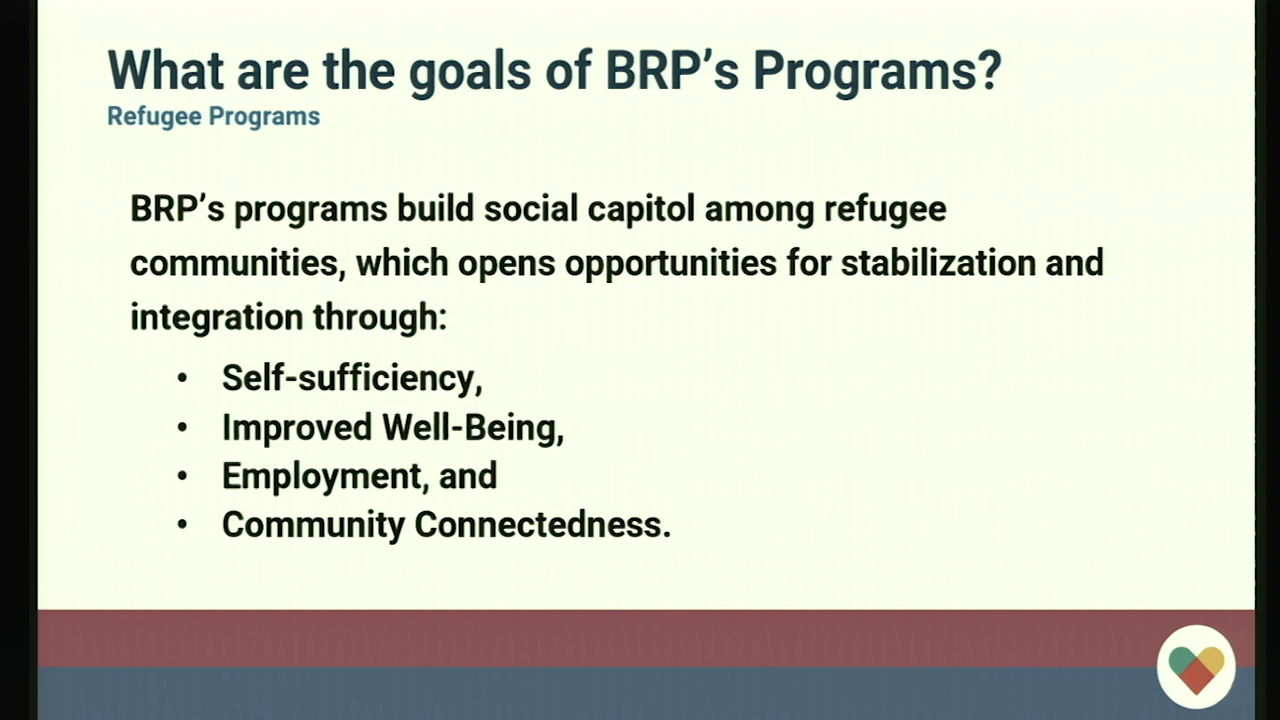 What are the goals of BRP’s Programs?
Refugee Programs
BRP’s programs build social capitol among refugee
communities, which opens opportunities for stabilization and
integration through:
• Self-sufficiency,
• Improved Well-Being,
• Employment, and
• Community Connectedness.